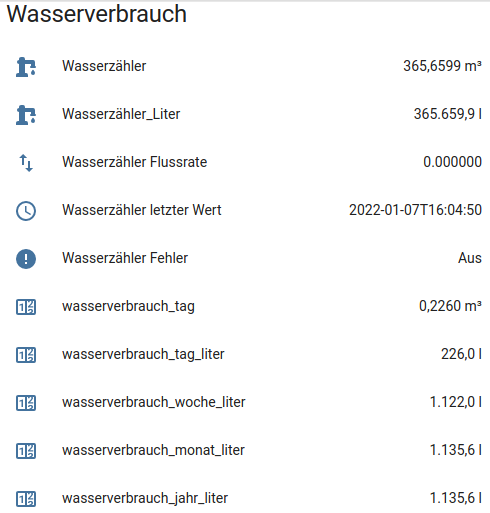 Wasserverbrauch
Wasserzähler 365,6599 m³
Wasserzähler_Liter 365.659,9 l
Wasserzähler Flussrate 0.000000
Wasserzähler letzter Wert 2022-01-07T16:04:50
Wasserzähler Fehler Aus
wasserverbrauch_tag 0,2260 m³
wasserverbrauch_tag_liter 226,0 l
wasserverbrauch_woche_liter 1.122,0 l
wasserverbrauch_monat_liter 1.135,6 l
wasserverbrauch_jahr_liter 1.135,6 l